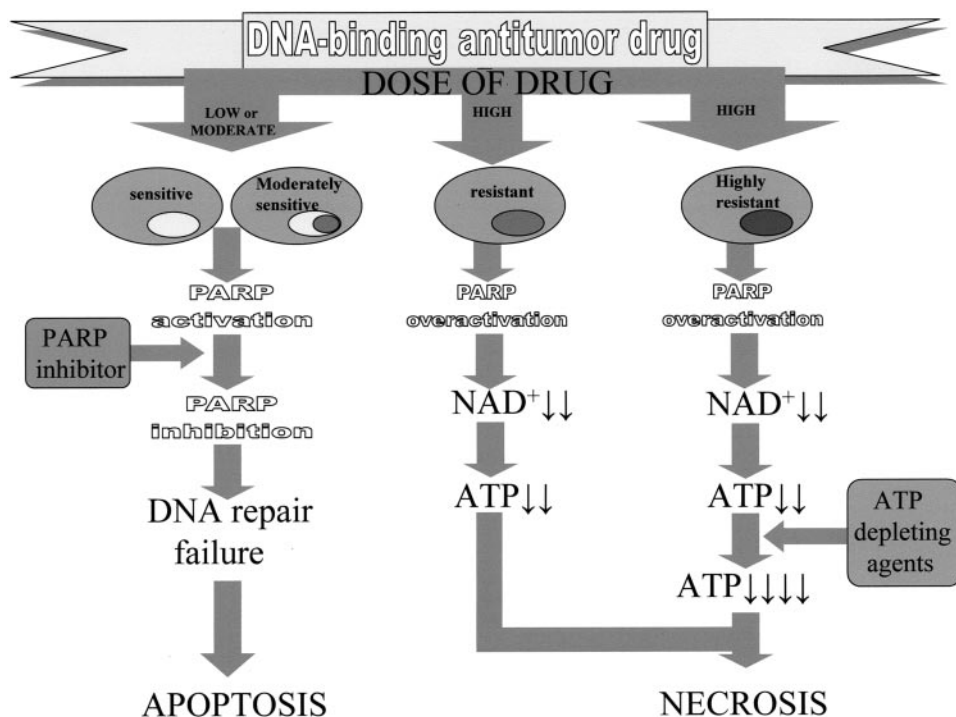 DNA-binding antitumor drug
DOSE OF DRUG
LOW or
MODERATE
HIGH
HIGH
sensitive
Moderately
sensitive
resistant
Highly
resistant
PARP
activation
PARP
overactivation
PARP
overactivation
PARP
inhibitor
NAD⁺↓↓
NAD⁺↓↓
PARP
inhibition
ATP↓↓
ATP↓↓
DNA repair
failure
ATP
depleting
agents
ATP↓↓↓↓
APOPTOSIS
NECROSIS